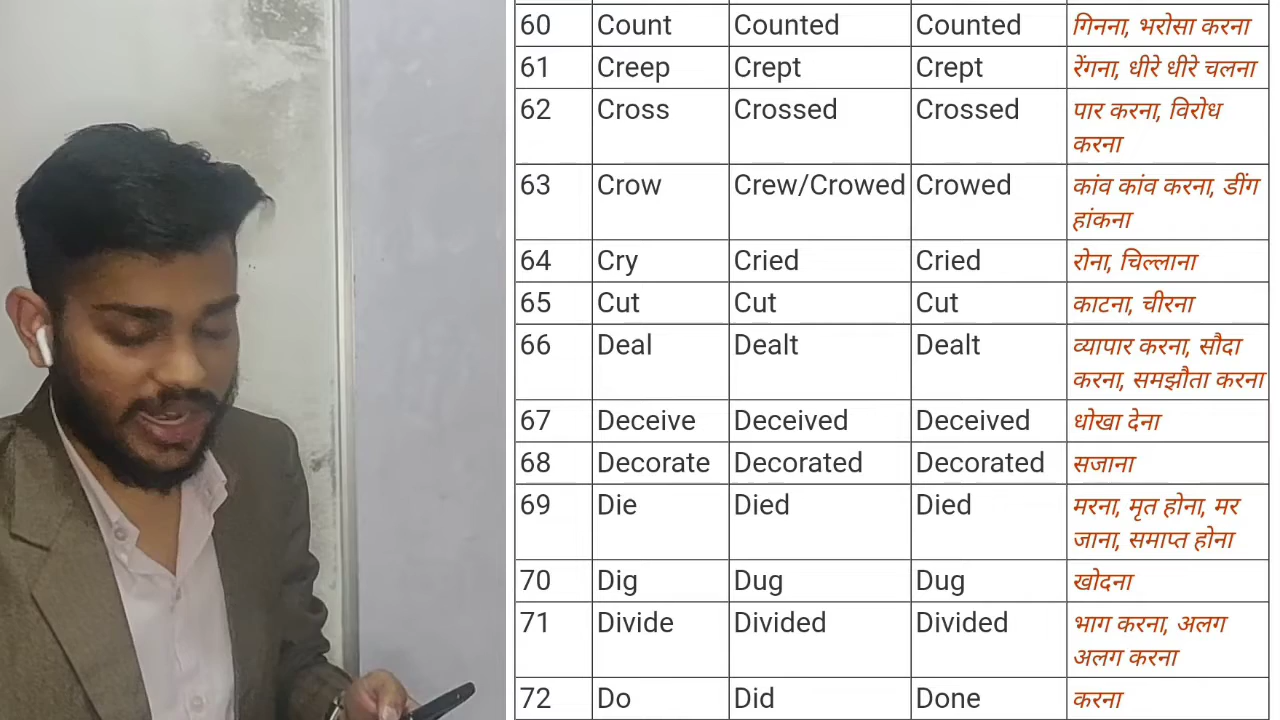 60 Count Counted Counted गिनना, भरोसा करना
61 Creep Crept Crept रेंगना, धीरे धीरे चलना
62 Cross Crossed Crossed पार करना, विरोध
करना
63 Crow Crew/Crowed Crowed कांव कांव करना, डींग
हांकना
64 Cry Cried Cried रोना, चिल्लाना
65 Cut Cut Cut काटना, चीरना
66 Deal Dealt Dealt व्यापार करना, सौदा
करना, समझौता करना
67 Deceive Deceived Deceived धोखा देना
68 Decorate Decorated Decorated सजाना
69 Die Died Died मरना, मृत होना, मर
जाना, समाप्त होना
70 Dig Dug Dug खोदना
71 Divide Divided Divided भाग करना, अलग
अलग करना
72 Do Did Done करना